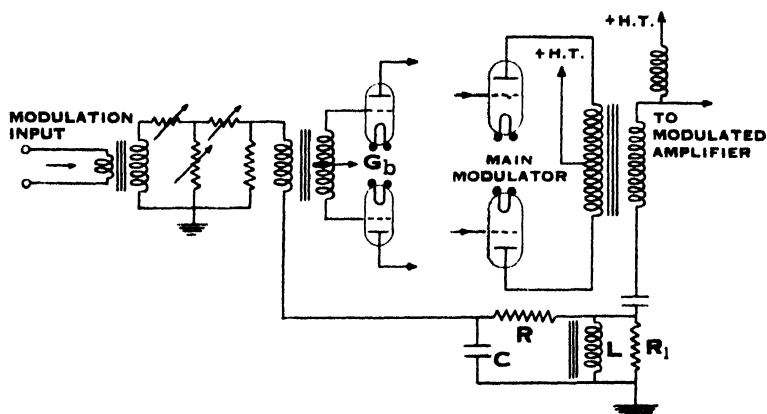 +H.T.
+H.T.
MODULATION
INPUT
TO
MODULATED
AMPLIFIER
Gb
MAIN
MODULATOR
R
C
L
R1